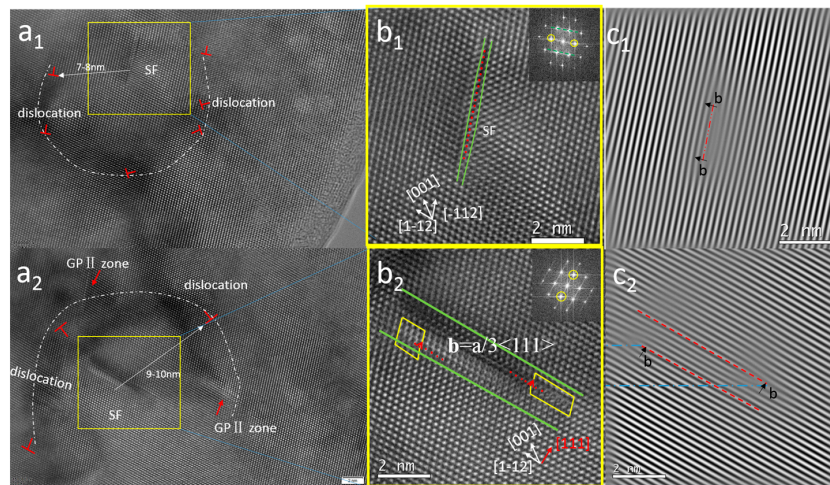 a1
7-8nm
SF
dislocation
dislocation
b1
SF
[001]
[1-12]
[-112]
2 nm
c1
b
b
2 nm
a2
GP II zone
dislocation
dislocation
9-10nm
SF
GP II zone
b2
b=a/3<111>
[001]
[1-12]
[111]
2 nm
c2
b
b
2 nm